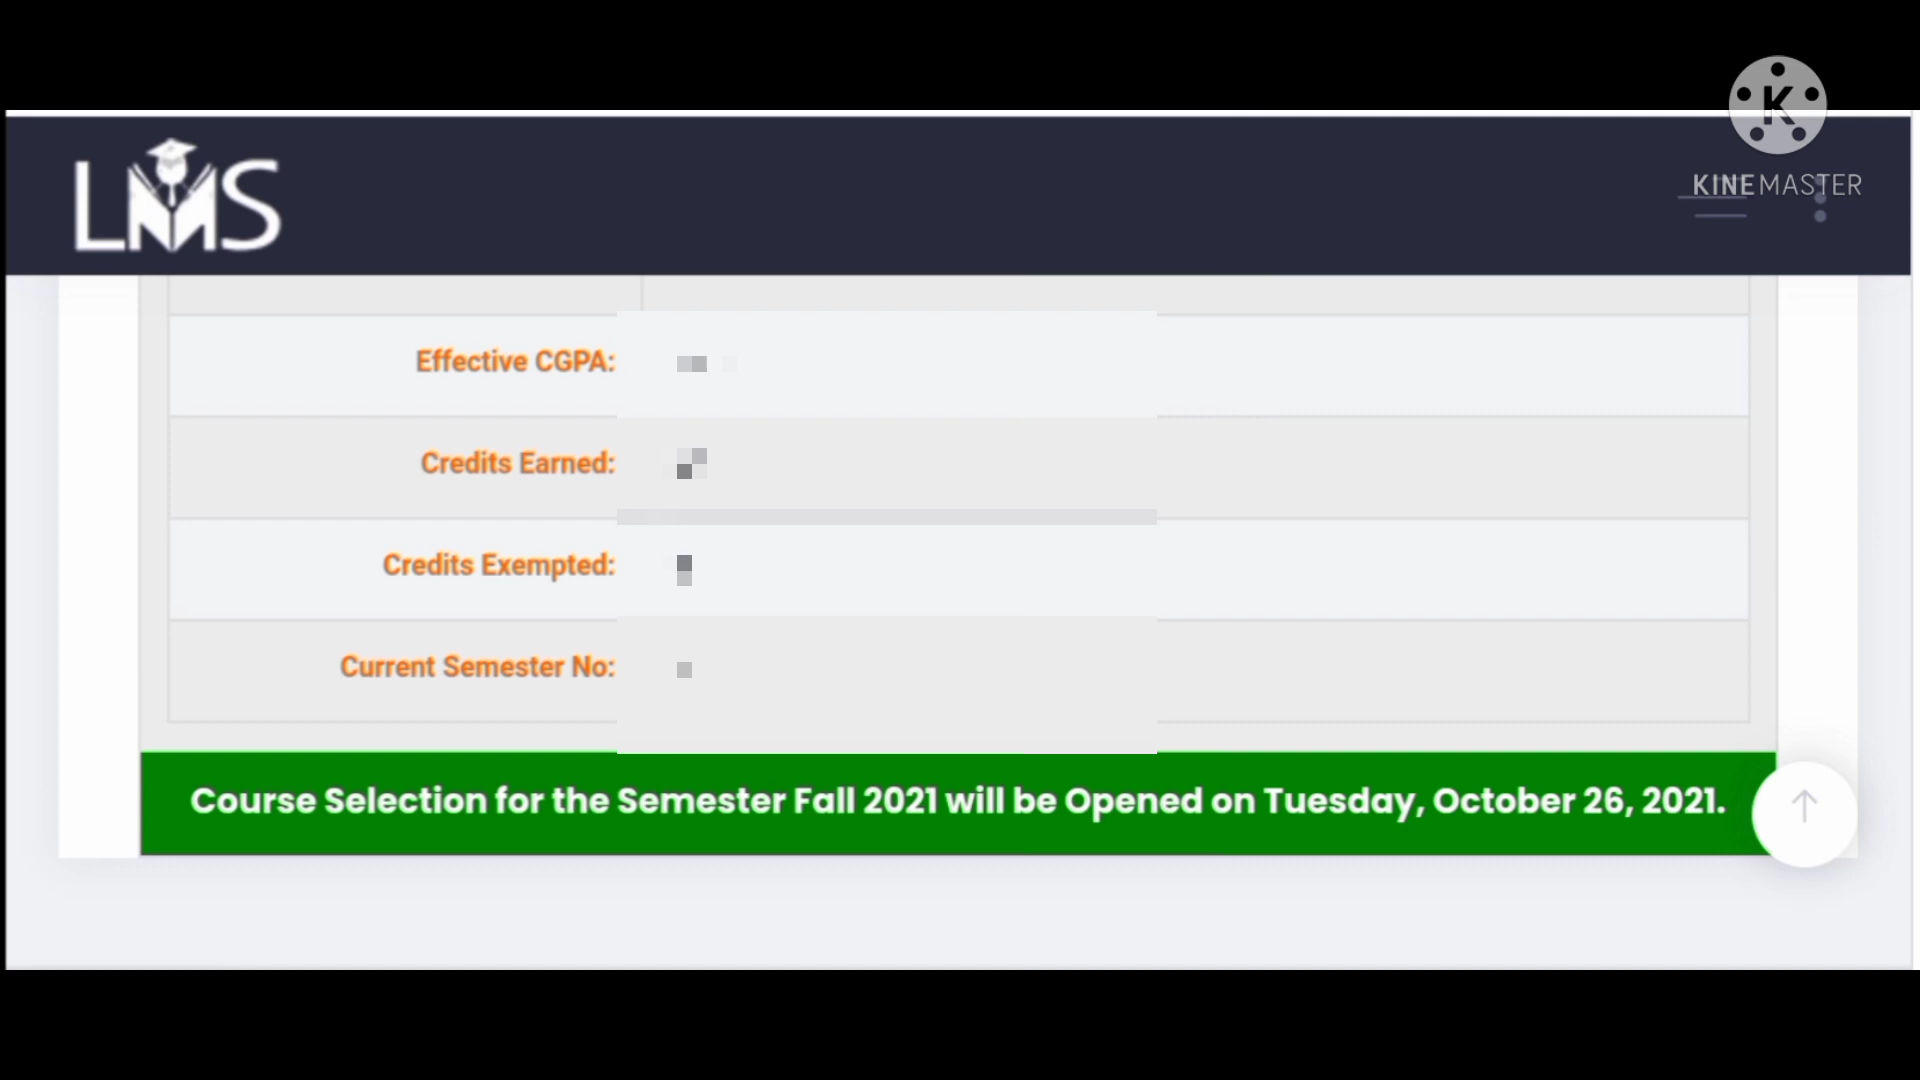 K
KINEMASTER
LMS
Effective CGPA:
Credits Earned:
Credits Exempted:
Current Semester No:
Course Selection for the Semester Fall 2021 will be Opened on Tuesday, October 26, 2021.